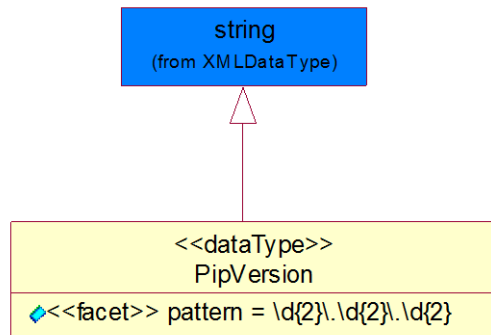 string
(from XMLDataType)
<<dataType>>
PipVersion
<<facet>> pattern = \d{2}\.\d{2}\.\d{2}